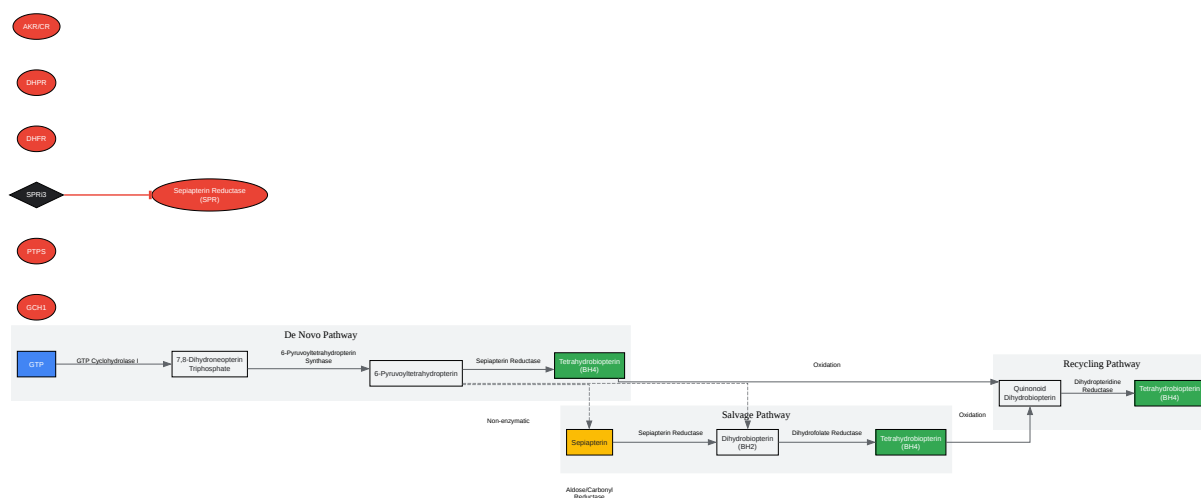 AKR/CR
DHPR
DHFR
SPRi3
Sepiapterin Reductase
(SPR)
PTPS
GCH1
De Novo Pathway
GTP
GTP Cyclohydrolase I
7,8-Dihydroneopterin
Triphosphate
6-Pyruvoyltetrahydropterin
Synthase
6-Pyruvoyltetrahydropterin
Sepiapterin Reductase
Tetrahydrobiopterin
(BH4)
Oxidation
Recycling Pathway
Quinonoid
Dihydrobiopterin
Dihydropteridine
Reductase
Tetrahydrobiopterin
(BH4)
Non-enzymatic
Salvage Pathway
Sepiapterin
Sepiapterin Reductase
Dihydrobiopterin
(BH2)
Dihydrofolate Reductase
Tetrahydrobiopterin
(BH4)
Oxidation
Aldose/Carbonyl
Reductase